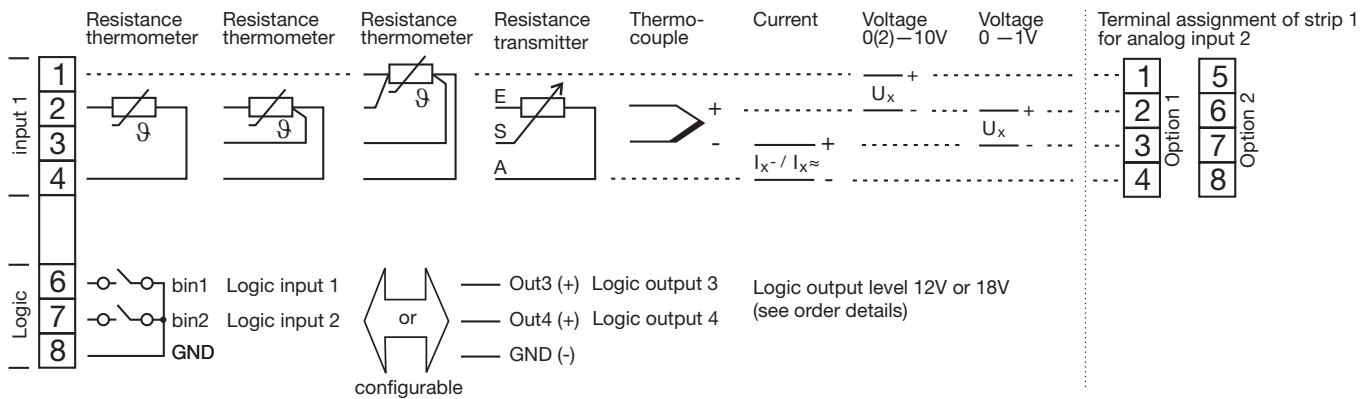 Resistance
thermometer
Resistance
thermometer
Resistance
thermometer
Resistance
transmitter
Thermo-
couple
Current
Voltage
0(2)—10V
Voltage
0 —1V
Terminal assignment of strip 1
for analog input 2
input 1
1
2
3
4
ϑ
ϑ
ϑ
E
S
A
+
-
+
Ix- / Ix≈
-
+
Ux
-
+
Ux
-
1
2
3
4
Option 1
5
6
7
8
Option 2
Logic
6
7
8
bin1 Logic input 1
bin2 Logic input 2
GND
or
configurable
Out3 (+) Logic output 3
Out4 (+) Logic output 4
GND (-)
Logic output level 12V or 18V
(see order details)